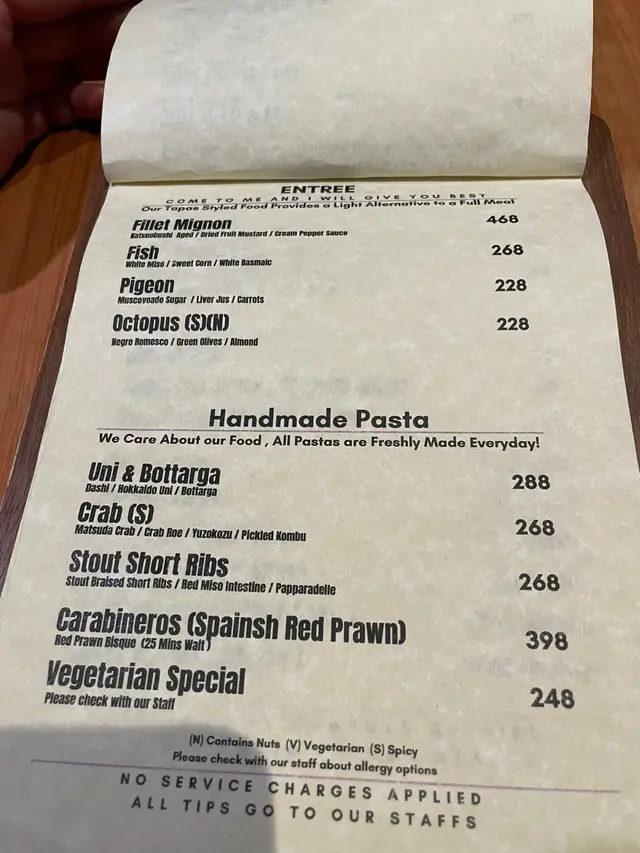 ENTREE
COME TO ME AND I WILL GIVE YOU BEST
Our Tapas Styled Food Provides a Light Alternative to a Full Meal
Fillet Mignon 468
Katsuobushi Aged / Dried Fruit Mustard / Cream Pepper Sauce
Fish 268
White Miso / Sweet Corn / White Basmaic
Pigeon 228
Muscovoado Sugar / Liver Jus / Carrots
Octopus (S)(N) 228
Negro Romesco / Green Olives / Almond
Handmade Pasta
We Care About our Food , All Pastas are Freshly Made Everyday!
Uni & Bottarga 288
Dashi / Hokkaido Uni / Bottarga
Crab (S) 268
Matsuda Crab / Crab Roe / Yuzokozu / Pickled Kombu
Stout Short Ribs 268
Stout Braised Short Ribs / Red Miso Intestine / Papparadelle
Carabineros (Spainsh Red Prawn) 398
Red Prawn Bisque (25 Mins Wait)
Vegetarian Special 248
Please check with our Staff
(N) Contains Nuts (V) Vegetarian (S) Spicy
Please check with our staff about allergy options
NO SERVICE CHARGES APPLIED
ALL TIPS GO TO OUR STAFFS